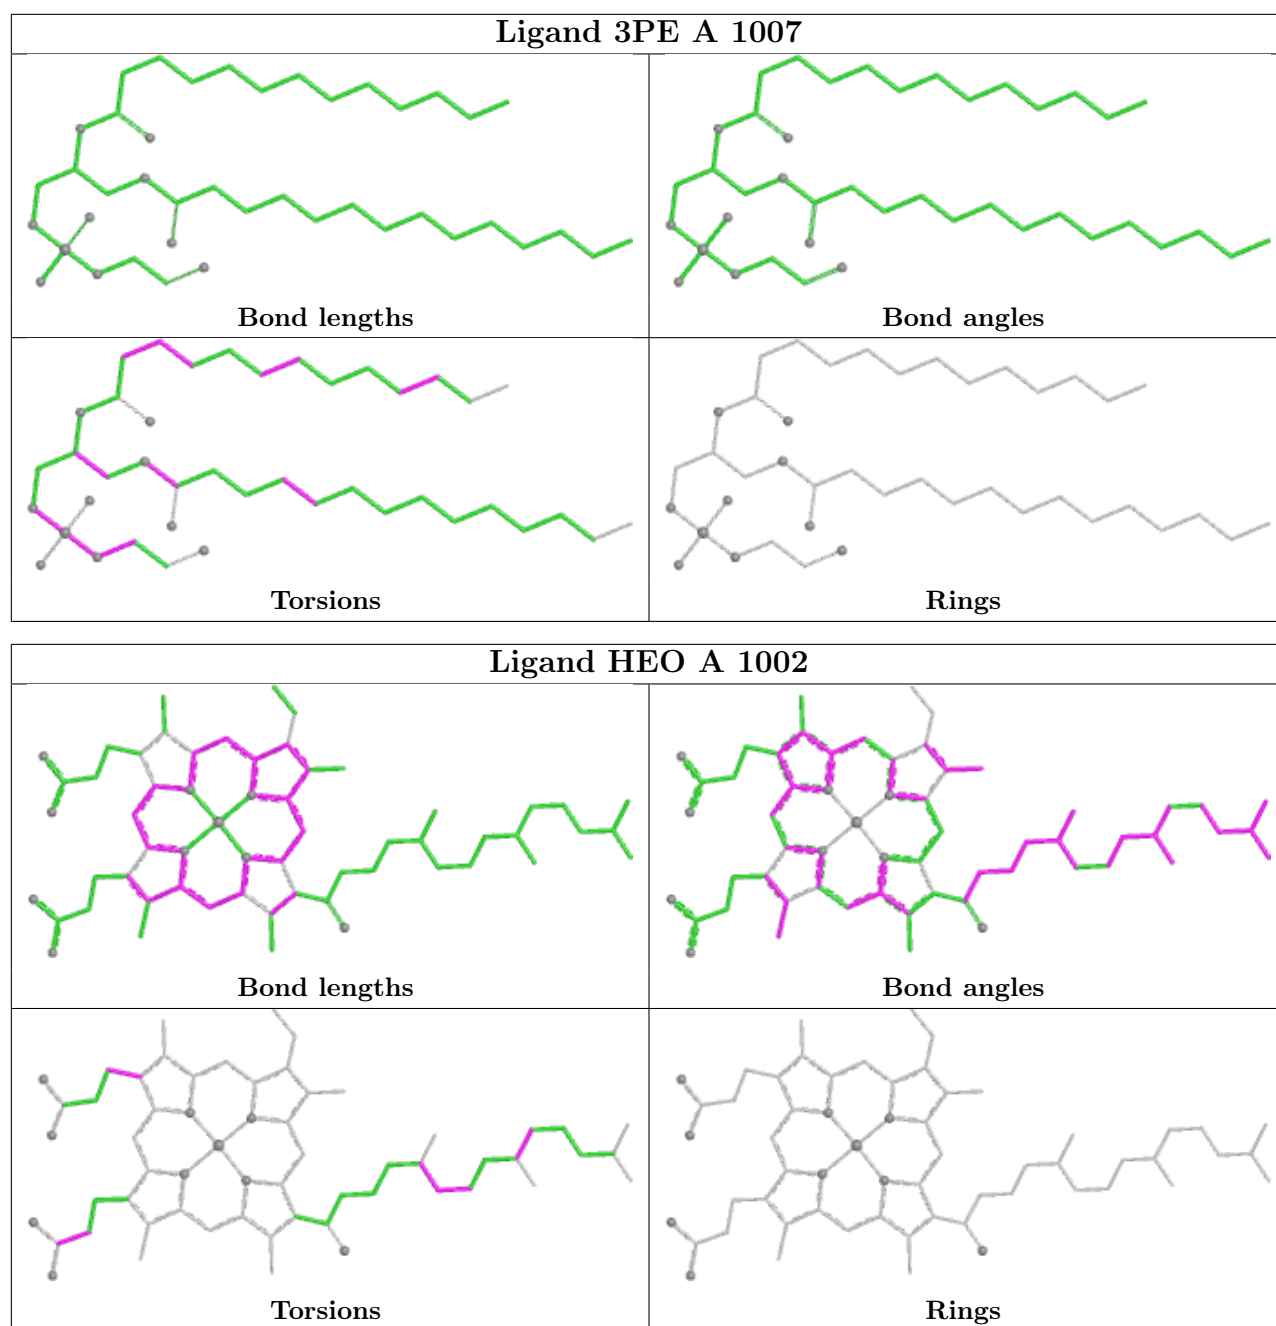 Ligand 3PE A 1007
Bond lengths
Bond angles
Torsions
Rings
Ligand HEO A 1002
Bond lengths
Bond angles
Torsions
Rings